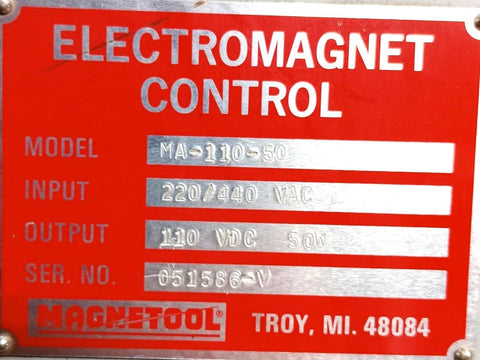 ELECTROMAGNET
CONTROL
MODEL MA-110-50
INPUT 220/440 VAC
OUTPUT 110 VDC 50W
SER. NO. 051586-V
MAGNETOOL® TROY, MI. 48084